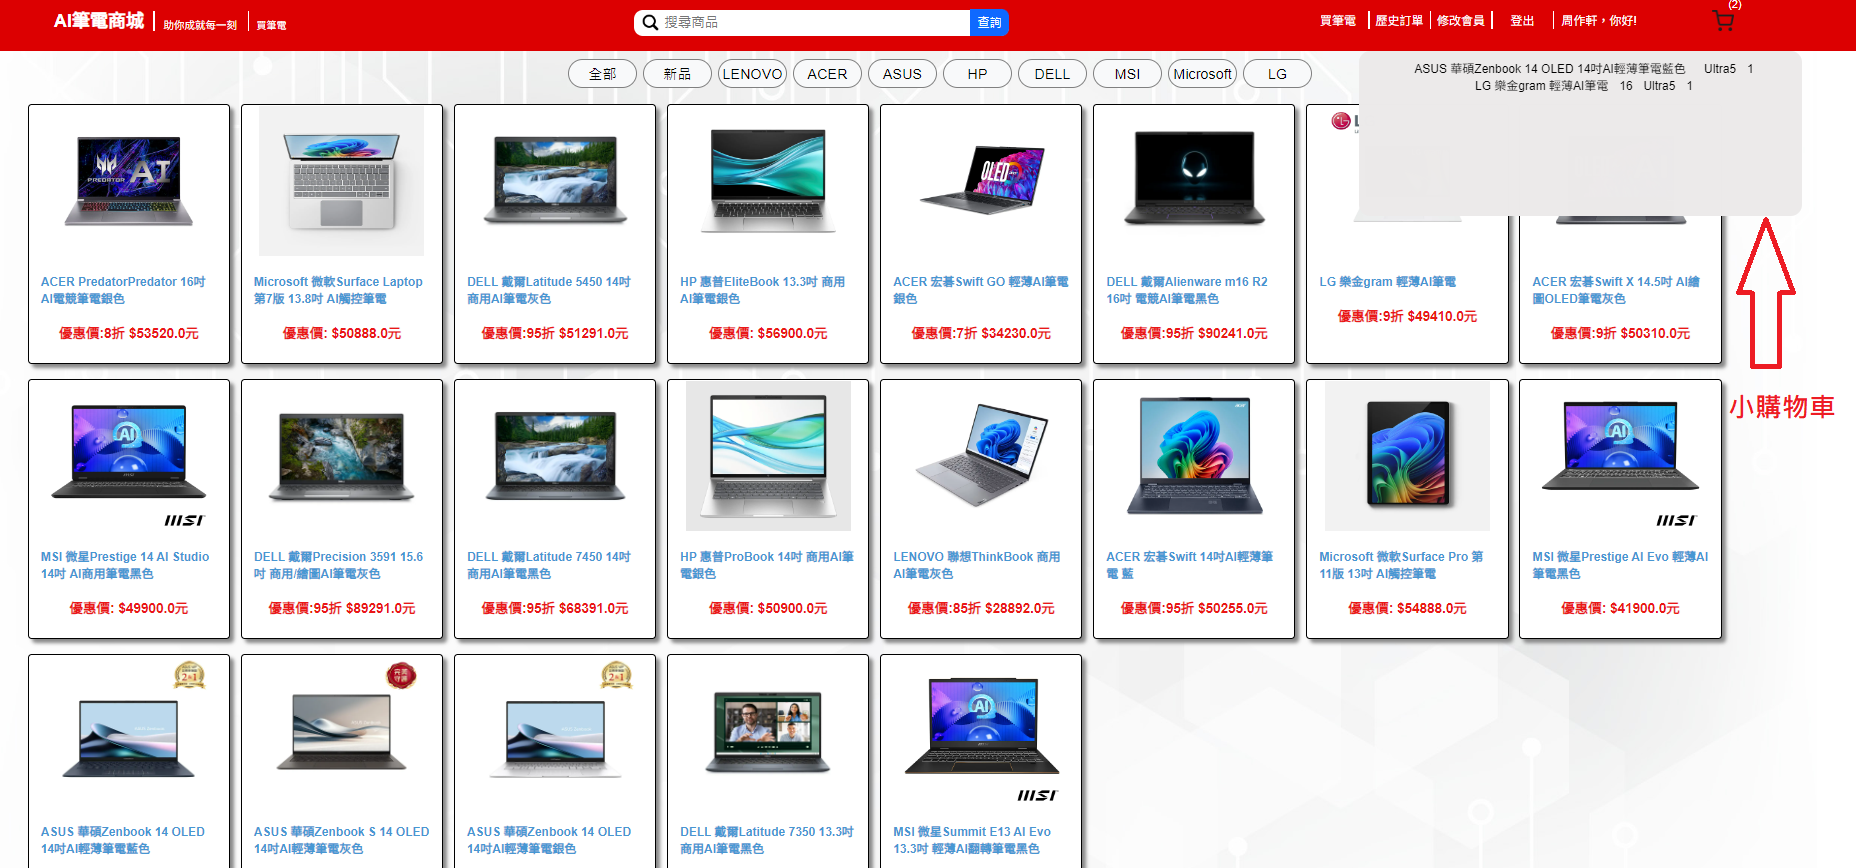 AI筆電商城
助你成就每一刻
買筆電
搜尋商品
查詢
買筆電
歷史訂單
修改會員
登出
周作軒，你好!
(2)
全部
新品
LENOVO
ACER
ASUS
HP
DELL
MSI
Microsoft
LG
ASUS 華碩Zenbook 14 OLED 14吋AI輕薄筆電藍色 Ultra5 1
LG 樂金gram 輕薄AI筆電 16 Ultra5 1
小購物車
PREDATOR
AI
OLED
LG L
ACER PredatorPredator 16吋
AI電競筆電銀色
優惠價:8折 $53520.0元
Microsoft 微軟Surface Laptop
第7版 13.8吋 AI觸控筆電
優惠價: $50888.0元
DELL 戴爾Latitude 5450 14吋
商用AI筆電灰色
優惠價:95折 $51291.0元
HP 惠普EliteBook 13.3吋 商用
AI筆電銀色
優惠價: $56900.0元
ACER 宏碁Swift GO 輕薄AI筆電
銀色
優惠價:7折 $34230.0元
DELL 戴爾Alienware m16 R2
16吋 電競AI筆電黑色
優惠價:95折 $90241.0元
LG 樂金gram 輕薄AI筆電
優惠價:9折 $49410.0元
ACER 宏碁Swift X 14.5吋 AI繪
圖OLED筆電灰色
優惠價:9折 $50310.0元
AI
msi
AI
msi
MSI 微星Prestige 14 AI Studio
14吋 AI商用筆電黑色
優惠價: $49900.0元
DELL 戴爾Precision 3591 15.6
吋 商用/繪圖AI筆電灰色
優惠價:95折 $89291.0元
DELL 戴爾Latitude 7450 14吋
商用AI筆電黑色
優惠價:95折 $68391.0元
HP 惠普ProBook 14吋 商用AI筆
電銀色
優惠價: $50900.0元
LENOVO 聯想ThinkBook 商用
AI筆電灰色
優惠價:85折 $28892.0元
ACER 宏碁Swift 14吋AI輕薄筆
電 藍
優惠價:95折 $50255.0元
Microsoft 微軟Surface Pro 第
11版 13吋 AI觸控筆電
優惠價: $54888.0元
MSI 微星Prestige AI Evo 輕薄AI
筆電黑色
優惠價: $41900.0元
2+1
完美
守護
2+1
AI
msi
ASUS 華碩Zenbook 14 OLED
14吋AI輕薄筆電藍色
ASUS 華碩Zenbook S 14 OLED
14吋AI輕薄筆電灰色
ASUS 華碩Zenbook 14 OLED
14吋AI輕薄筆電銀色
DELL 戴爾Latitude 7350 13.3吋
商用AI筆電黑色
MSI 微星Summit E13 AI Evo
13.3吋 輕薄AI翻轉筆電黑色